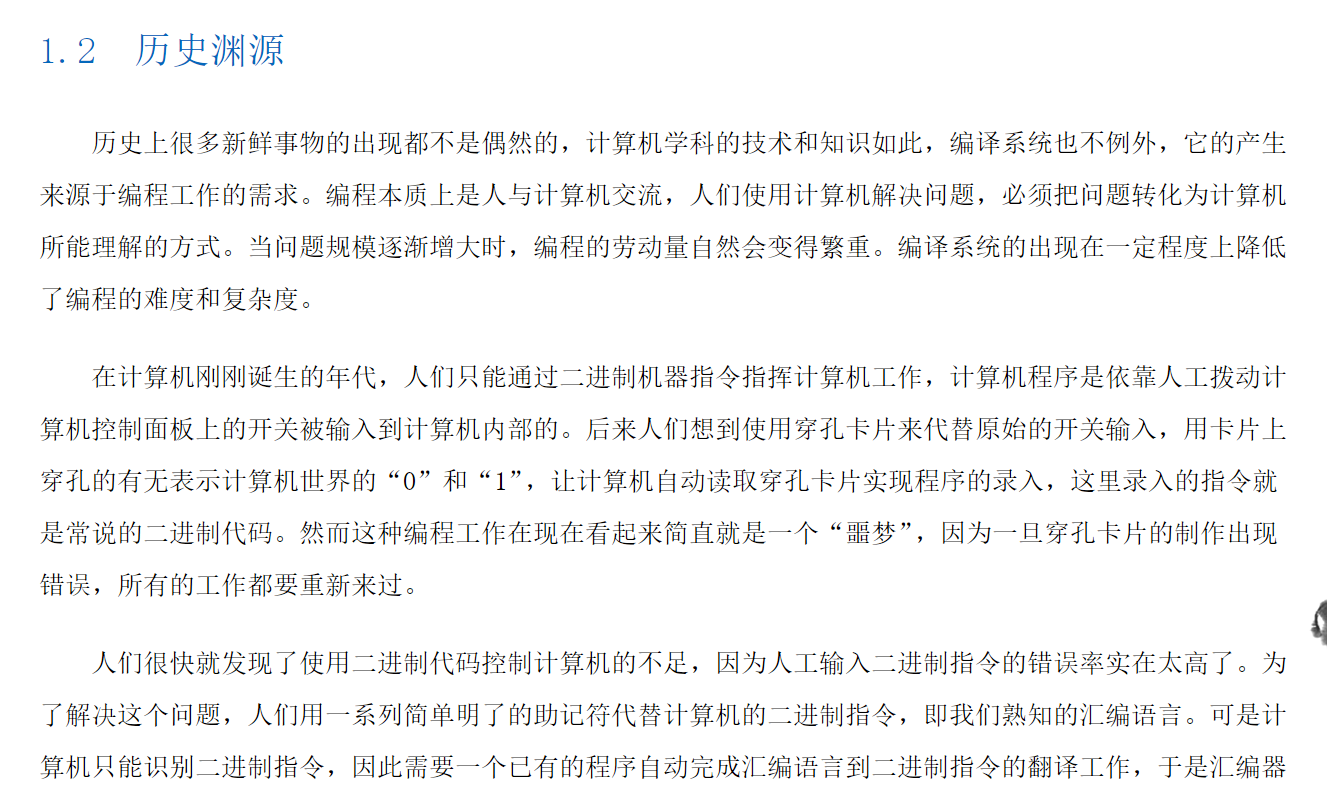 1.2 历史渊源
历史上很多新鲜事物的出现都不是偶然的，计算机学科的技术和知识如此，编译系统也不例外，它的产生
来源于编程工作的需求。编程本质上是人与计算机交流，人们使用计算机解决问题，必须把问题转化为计算机
所能理解的方式。当问题规模逐渐增大时，编程的劳动量自然会变得繁重。编译系统的出现在一定程度上降低
了编程的难度和复杂度。
在计算机刚刚诞生的年代，人们只能通过二进制机器指令指挥计算机工作，计算机程序是依靠人工拨动计
算机控制面板上的开关被输入到计算机内部的。后来人们想到使用穿孔卡片来代替原始的开关输入，用卡片上
穿孔的有无表示计算机世界的“0”和“1”，让计算机自动读取穿孔卡片实现程序的录入，这里录入的指令就
是常说的二进制代码。然而这种编程工作在现在看起来简直就是一个“噩梦”，因为一旦穿孔卡片的制作出现
错误，所有的工作都要重新来过。
人们很快就发现了使用二进制代码控制计算机的不足，因为人工输入二进制指令的错误率实在太高了。为
了解决这个问题，人们用一系列简单明了的助记符代替计算机的二进制指令，即我们熟知的汇编语言。可是计
算机只能识别二进制指令，因此需要一个已有的程序自动完成汇编语言到二进制指令的翻译工作，于是汇编器